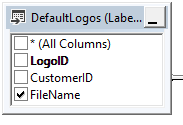 DefaultLogos (Labe...
* (All Columns)
LogoID
CustomerID
FileName